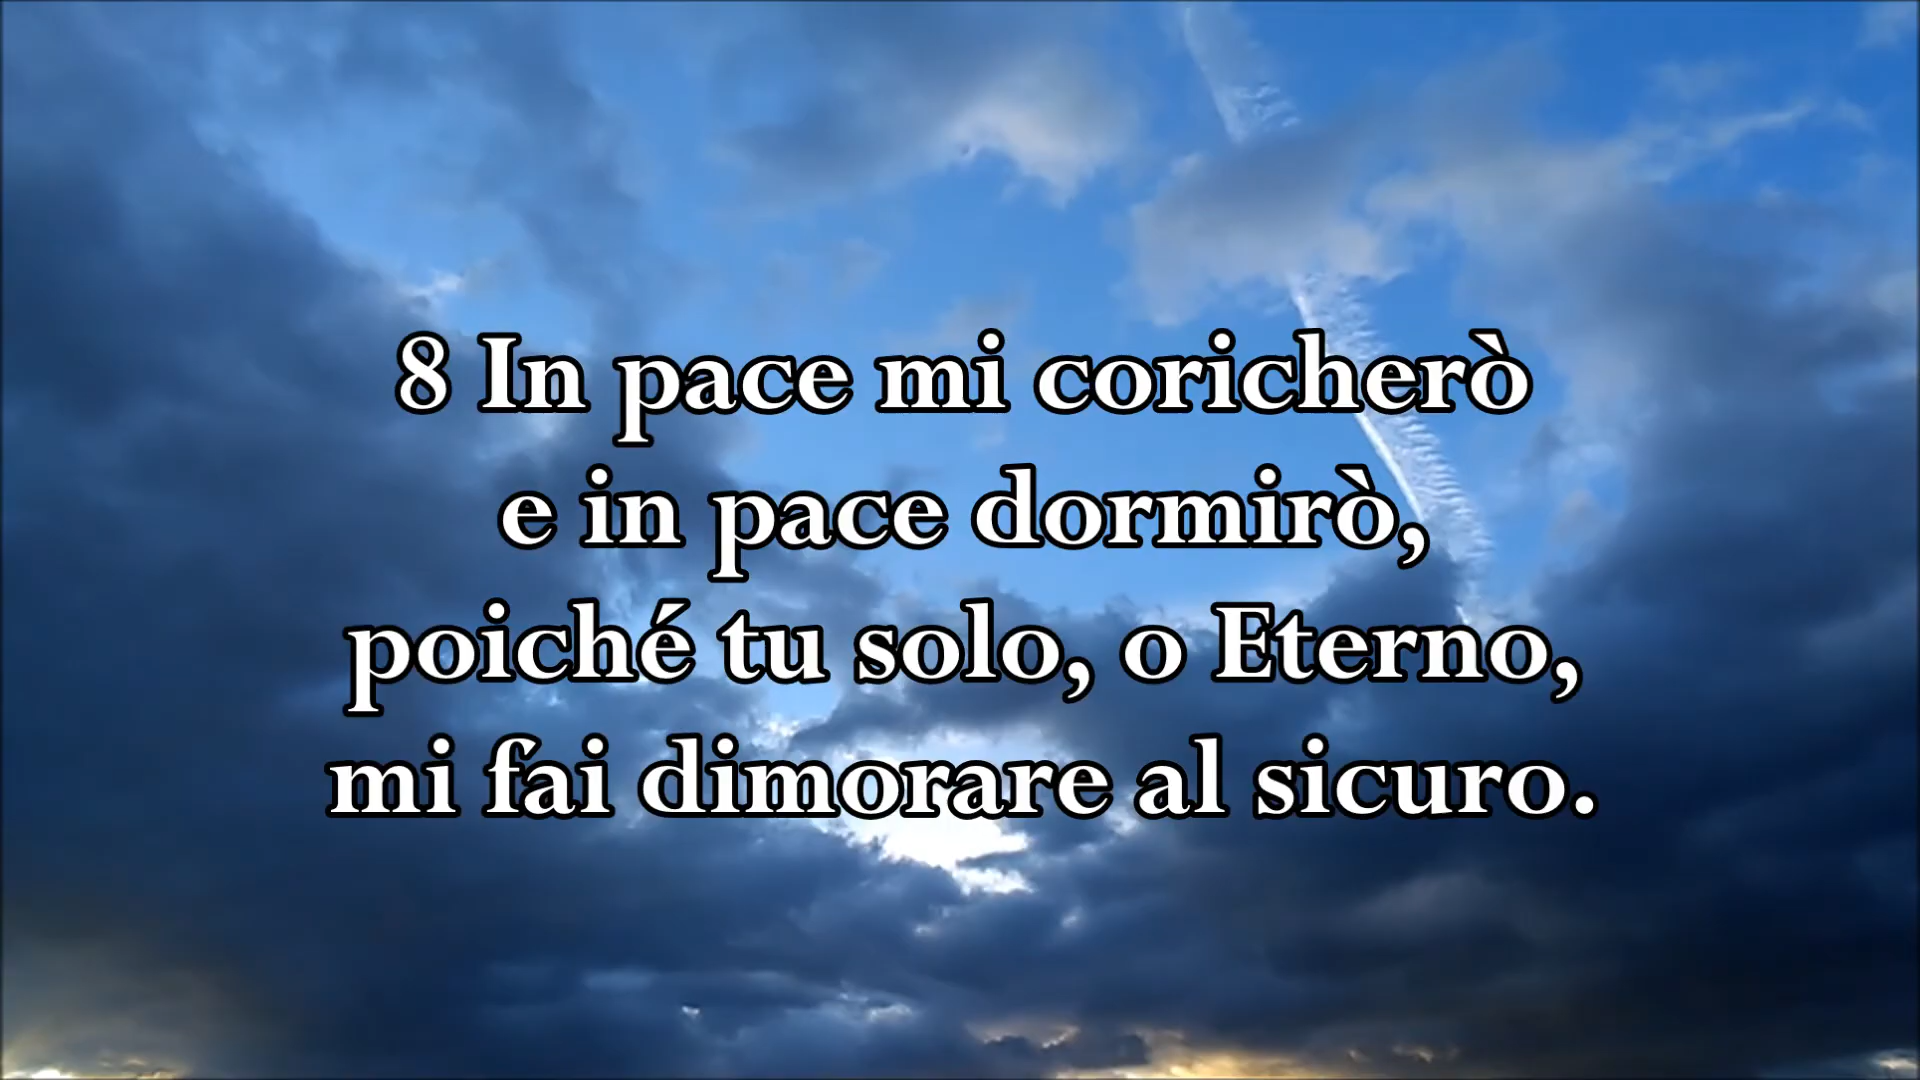 8 In pace mi coricherò
e in pace dormirò,
poiché tu solo, o Eterno,
mi fai dimorare al sicuro.